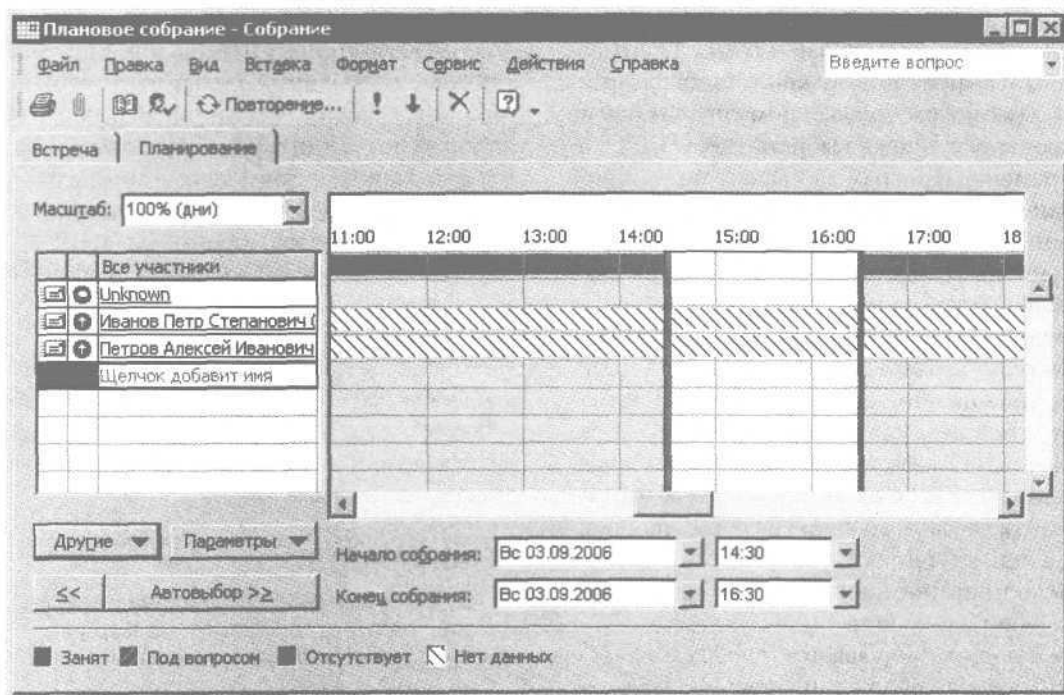 Плановое собрание - Собрание
Файл Правка Вид Вставка Формат Сервис Действия Справка Введите вопрос
Повторение...
Встреча Планирование
Масштаб: 100% (дни)
11:00 12:00 13:00 14:00 15:00 16:00 17:00 18
Все участники
Unknown
Иванов Петр Степанович (
Петров Алексей Иванович
Щелчок добавит имя
Другие Параметры
Начало собрания: Вс 03.09.2006 14:30
<< Автовыбор >>
Конец собрания: Вс 03.09.2006 16:30
Занят Под вопросом Отсутствует Нет данных